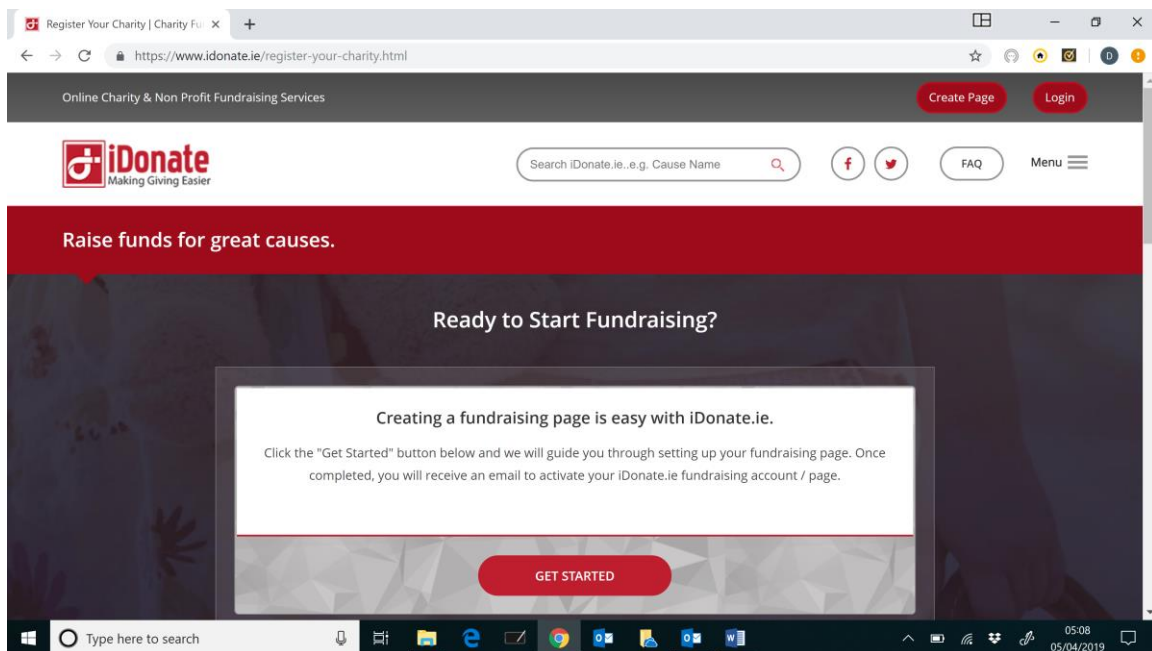 Register Your Charity | Charity Fu
https://www.idonate.ie/register-your-charity.html
D
Online Charity & Non Profit Fundraising Services
Create Page
Login
iDonate
Making Giving Easier
Search iDonate.ie..e.g. Cause Name
FAQ
Menu
Raise funds for great causes.
Ready to Start Fundraising?
Creating a fundraising page is easy with iDonate.ie.
Click the "Get Started" button below and we will guide you through setting up your fundraising page. Once
completed, you will receive an email to activate your iDonate.ie fundraising account / page.
GET STARTED
Type here to search
05:08
05/04/2019